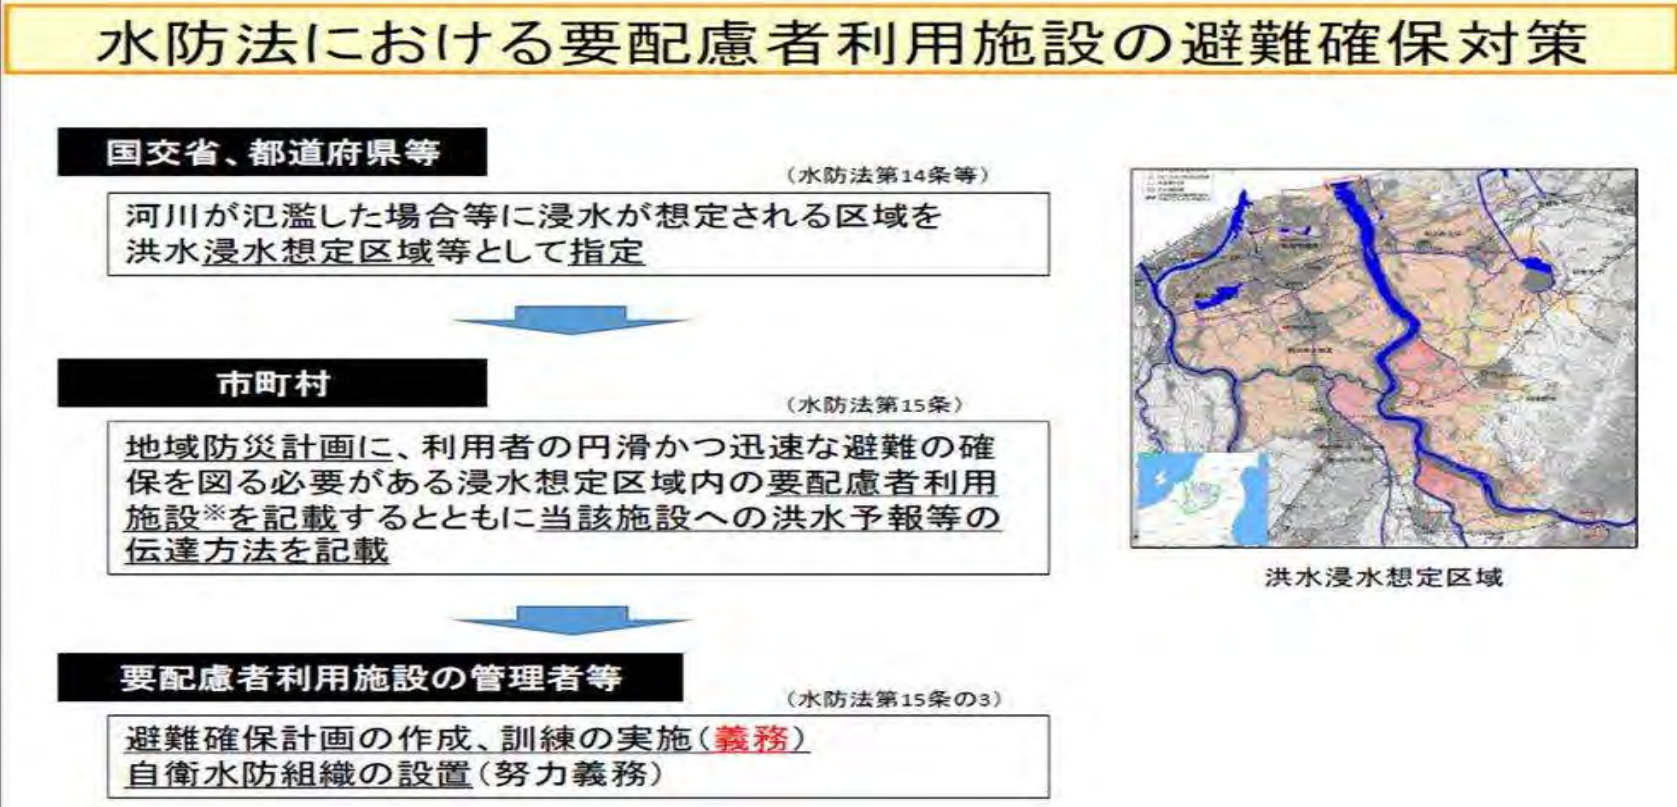 水防法における要配慮者利用施設の避難確保対策
国交省、都道府県等
（水防法第14条等）
河川が氾濫した場合等に浸水が想定される区域を
洪水浸水想定区域等として指定
市町村
（水防法第15条）
地域防災計画に、利用者の円滑かつ迅速な避難の確
保を図る必要がある浸水想定区域内の要配慮者利用
施設※を記載するとともに当該施設への洪水予報等の
伝達方法を記載
要配慮者利用施設の管理者等
（水防法第15条の3）
避難確保計画の作成、訓練の実施（義務）
自衛水防組織の設置（努力義務）
洪水浸水想定区域